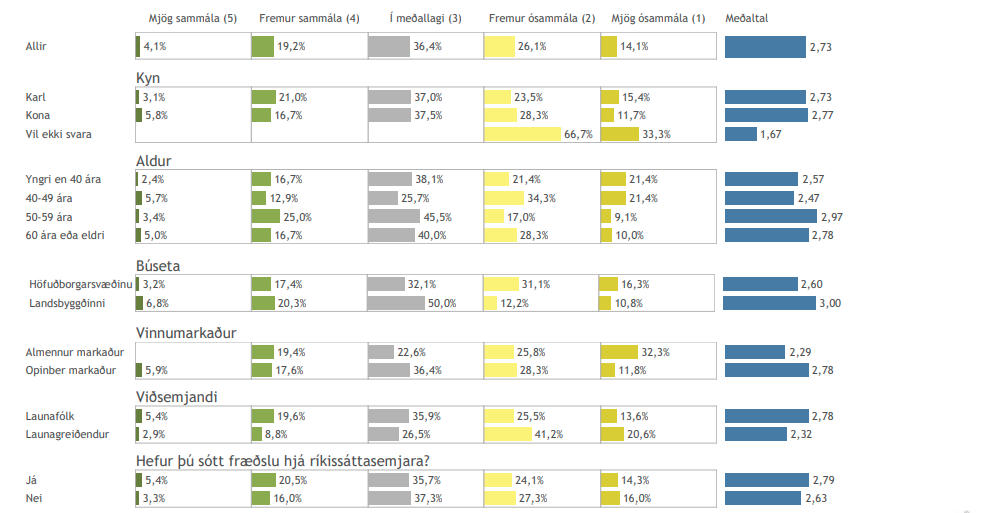 Mjög sammála (5) Fremur sammála (4) Í meðallagi (3) Fremur ósammála (2) Mjög ósammála (1) Meðaltal
Allir 4,1% 19,2% 36,4% 26,1% 14,1% 2,73
Kyn
Karl 3,1% 21,0% 37,0% 23,5% 15,4% 2,73
Kona 5,8% 16,7% 37,5% 28,3% 11,7% 2,77
Vil ekki svara 66,7% 33,3% 1,67
Aldur
Yngri en 40 ára 2,4% 16,7% 38,1% 21,4% 21,4% 2,57
40-49 ára 5,7% 12,9% 25,7% 34,3% 21,4% 2,47
50-59 ára 3,4% 25,0% 45,5% 17,0% 9,1% 2,97
60 ára eða eldri 5,0% 16,7% 40,0% 28,3% 10,0% 2,78
Búseta
Höfuðborgarsvæðinu 3,2% 17,4% 32,1% 31,1% 16,3% 2,60
Landsbyggðinni 6,8% 20,3% 50,0% 12,2% 10,8% 3,00
Vinnumarkaður
Almennur markaður 19,4% 22,6% 25,8% 32,3% 2,29
Opinber markaður 5,9% 17,6% 36,4% 28,3% 11,8% 2,78
Viðsemjandi
Launafólk 5,4% 19,6% 35,9% 25,5% 13,6% 2,78
Launagreiðendur 2,9% 8,8% 26,5% 41,2% 20,6% 2,32
Hefur þú sótt fræðslu hjá ríkissáttasemjara?
Já 5,4% 20,5% 35,7% 24,1% 14,3% 2,79
Nei 3,3% 16,0% 37,3% 27,3% 16,0% 2,63